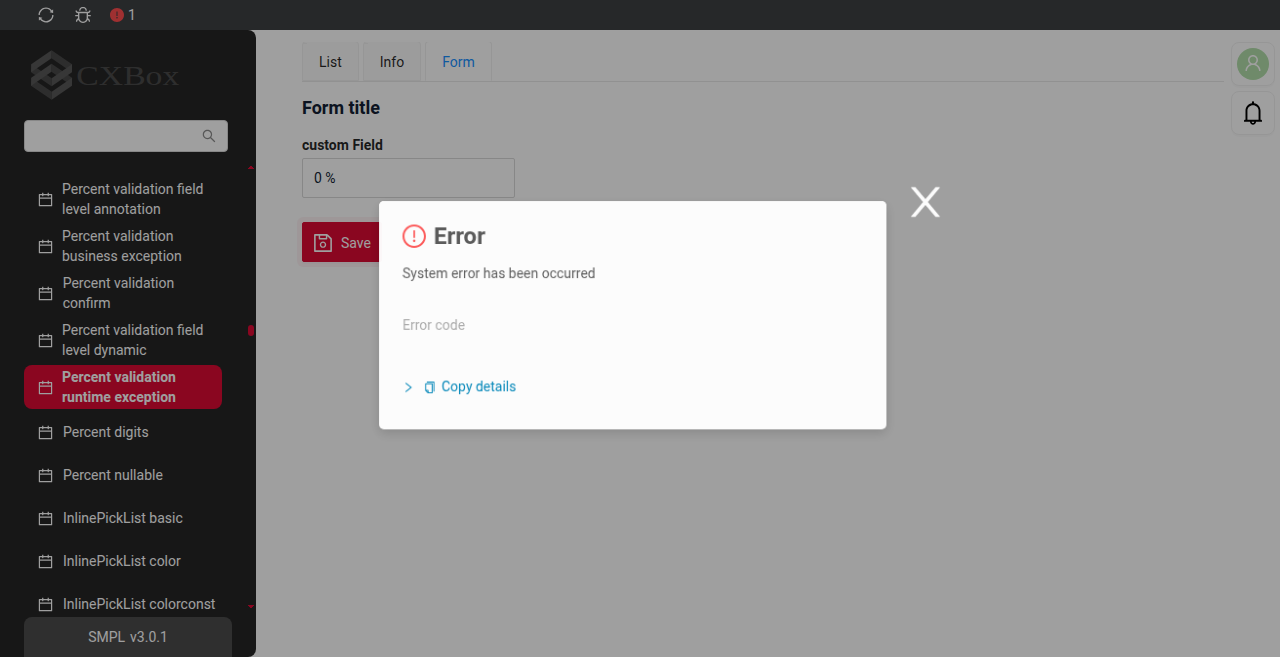 1
CXBox
List
Info
Form
Form title
custom Field
0 %
Save
Error
System error has been occurred
Error code
Copy details
Percent validation field
level annotation
Percent validation
business exception
Percent validation
confirm
Percent validation field
level dynamic
Percent validation
runtime exception
Percent digits
Percent nullable
InlinePickList basic
InlinePickList color
InlinePickList colorconst
SMPL v3.0.1